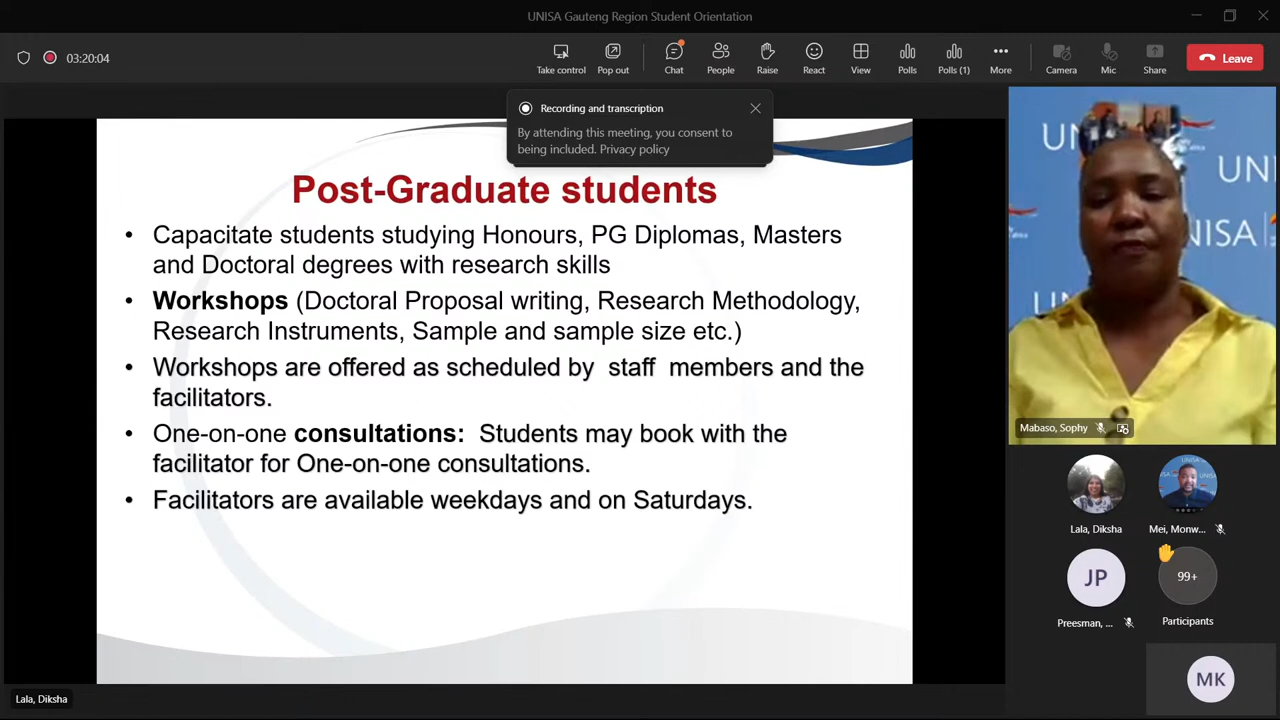 UNISA Gauteng Region Student Orientation
03:20:04
Take control
Pop out
Chat
People
Raise
React
View
Polls
Polls (1)
More
Camera
Mic
Share
Leave
Recording and transcription
By attending this meeting, you consent to
being included. Privacy policy
Post-Graduate students
• Capacitate students studying Honours, PG Diplomas, Masters
and Doctoral degrees with research skills
• Workshops (Doctoral Proposal writing, Research Methodology,
Research Instruments, Sample and sample size etc.)
• Workshops are offered as scheduled by staff members and the
facilitators.
• One-on-one consultations: Students may book with the
facilitator for One-on-one consultations.
• Facilitators are available weekdays and on Saturdays.
Lala, Diksha
UNISA
UN
NISA
UNI
Mabaso, Sophy
Lala, Diksha
Mei, Monw...
JP
99+
Preesman, ...
Participants
MK